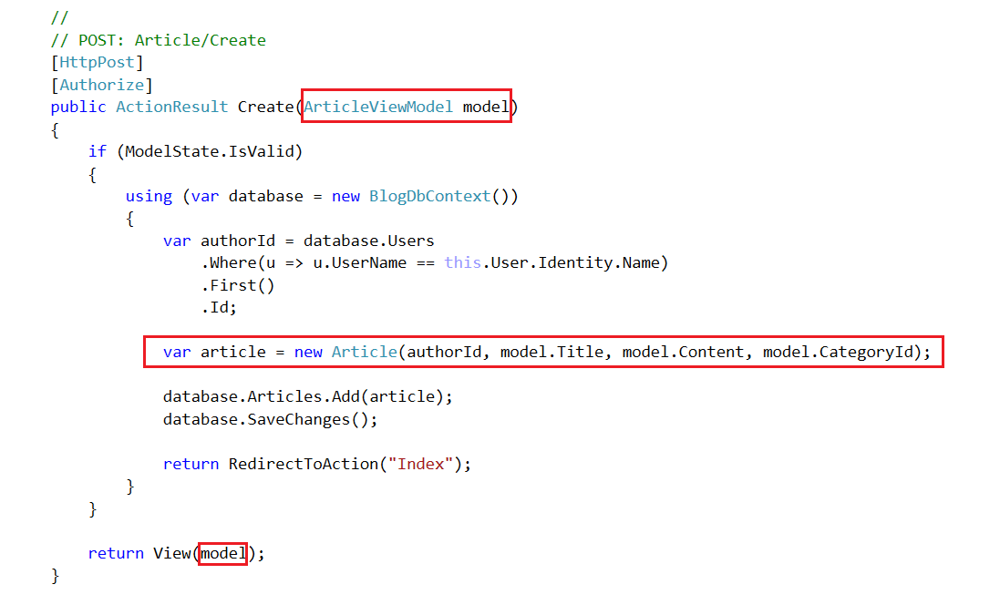 //
// POST: Article/Create
[HttpPost]
[Authorize]
public ActionResult Create(ArticleViewModel model)
{
    if (ModelState.IsValid)
    {
        using (var database = new BlogDbContext())
        {
            var authorId = database.Users
                .Where(u => u.UserName == this.User.Identity.Name)
                .First()
                .Id;
            var article = new Article(authorId, model.Title, model.Content, model.CategoryId);
            database.Articles.Add(article);
            database.SaveChanges();
            return RedirectToAction("Index");
        }
    }
    return View(model);
}